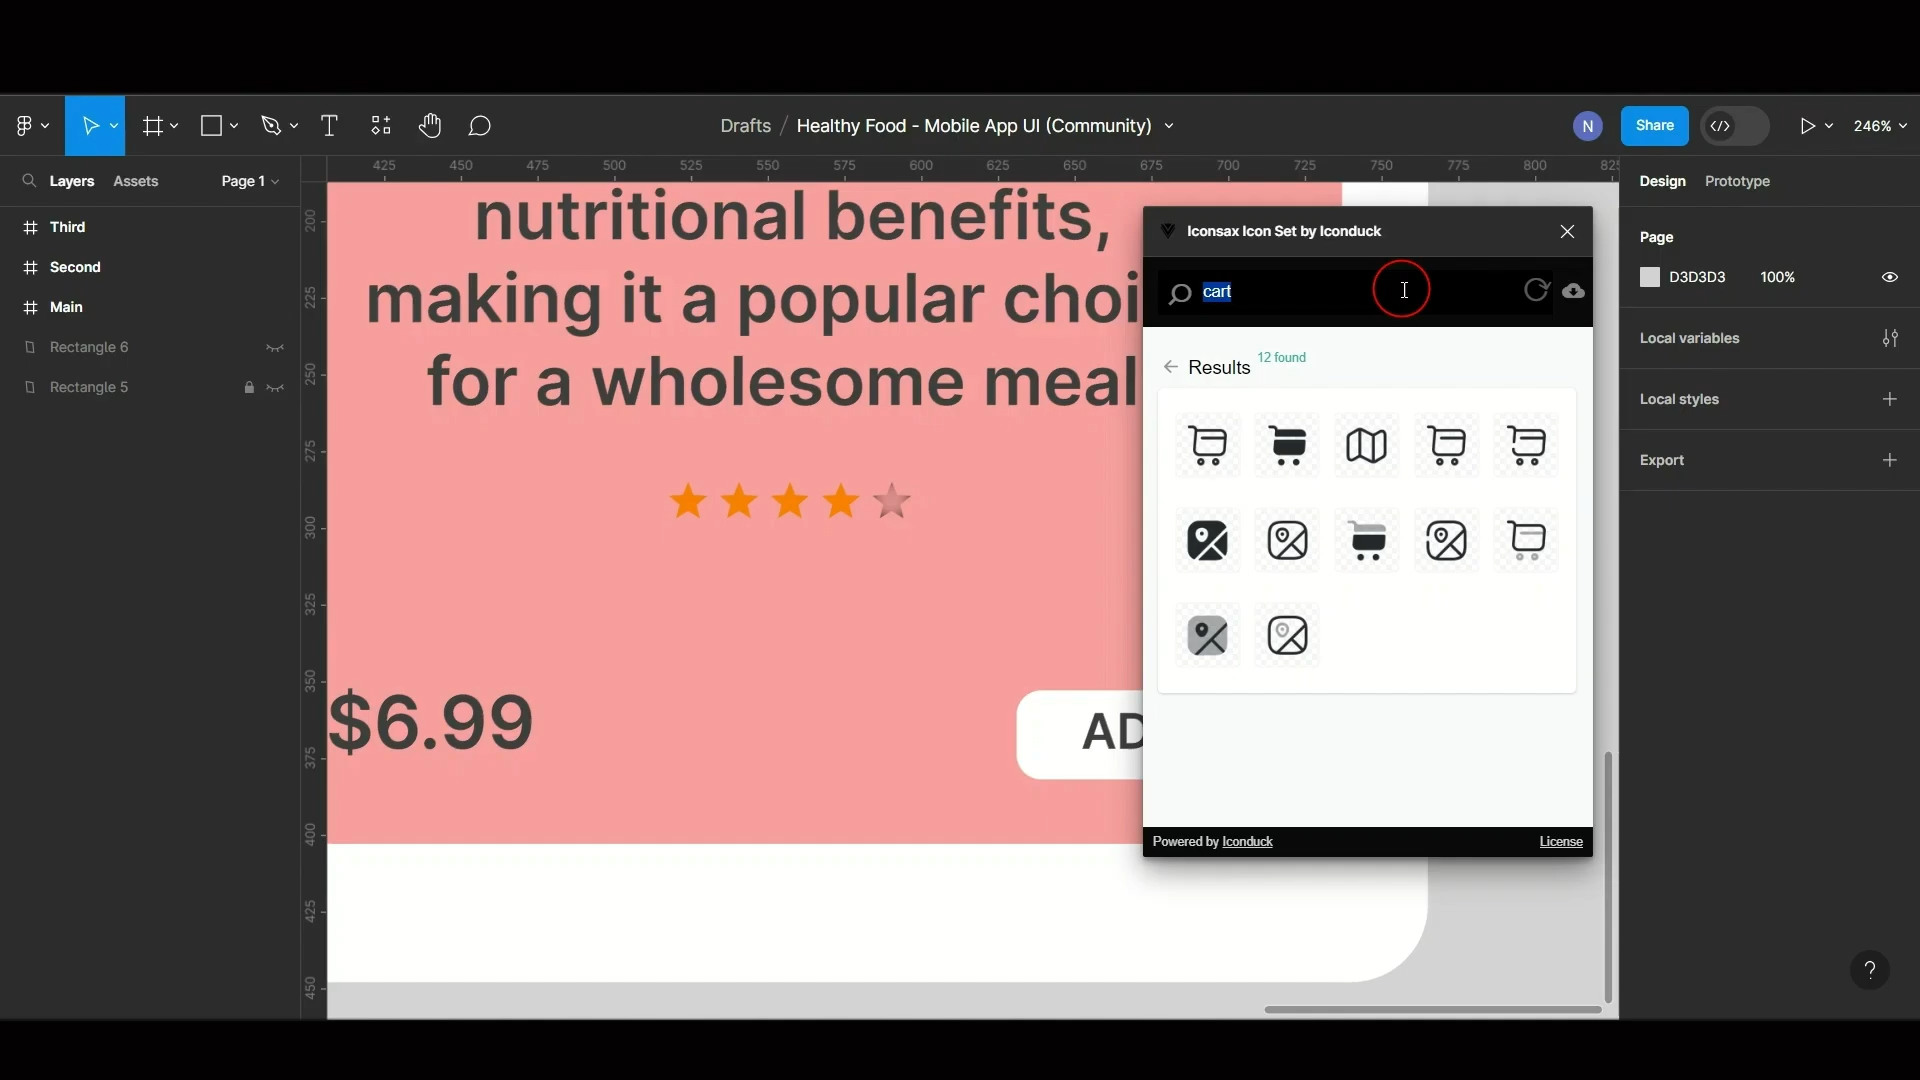 Drafts / Healthy Food - Mobile App UI (Community)
N
Share
246%
Layers
Assets
Page 1
425 450 475 500 525 550 575 600 625 650 675 700 725 750 775 800 825
Design
Prototype
Third
Second
Main
Rectangle 6
Rectangle 5
200
225
250
275
300
325
350
375
400
425
450
nutritional benefits,
making it a popular choi
for a wholesome meal
$6.99
AD
Iconsax Icon Set by Iconduck
cart
Results 12 found
Powered by Iconduck
License
Page
D3D3D3 100%
Local variables
Local styles
Export
?